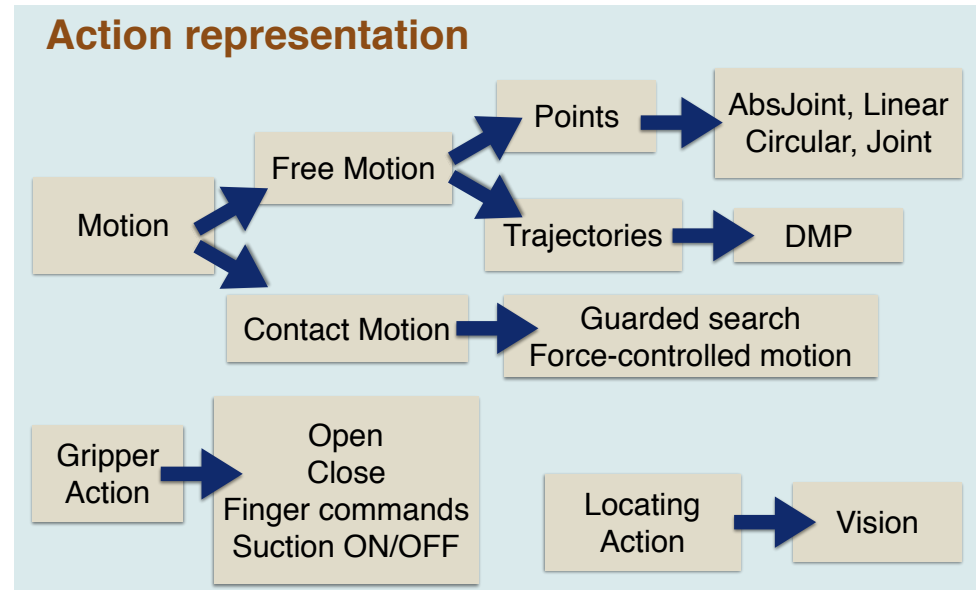 Action representation
Points
AbsJoint, Linear
Circular, Joint
Free Motion
Motion
Trajectories
DMP
Contact Motion
Guarded search
Force-controlled motion
Gripper
Action
Open
Close
Finger commands
Suction ON/OFF
Locating
Action
Vision